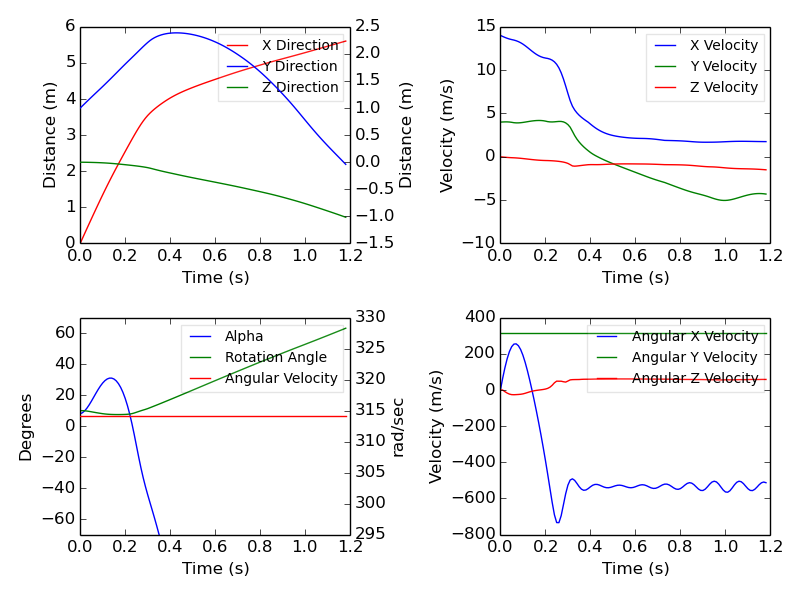 6
5
4
3
2
1
0
Distance (m)
X Direction
Y Direction
Z Direction
2.5
2.0
1.5
1.0
0.5
0.0
−0.5
−1.0
−1.5
Distance (m)
0.0 0.2 0.4 0.6 0.8 1.0 1.2
Time (s)
15
10
5
0
−5
−10
Velocity (m/s)
X Velocity
Y Velocity
Z Velocity
0.0 0.2 0.4 0.6 0.8 1.0 1.2
Time (s)
60
40
20
0
−20
−40
−60
Degrees
Alpha
Rotation Angle
Angular Velocity
330
325
320
315
310
305
300
295
rad/sec
0.0 0.2 0.4 0.6 0.8 1.0 1.2
Time (s)
400
200
0
−200
−400
−600
−800
Velocity (m/s)
Angular X Velocity
Angular Y Velocity
Angular Z Velocity
0.0 0.2 0.4 0.6 0.8 1.0 1.2
Time (s)